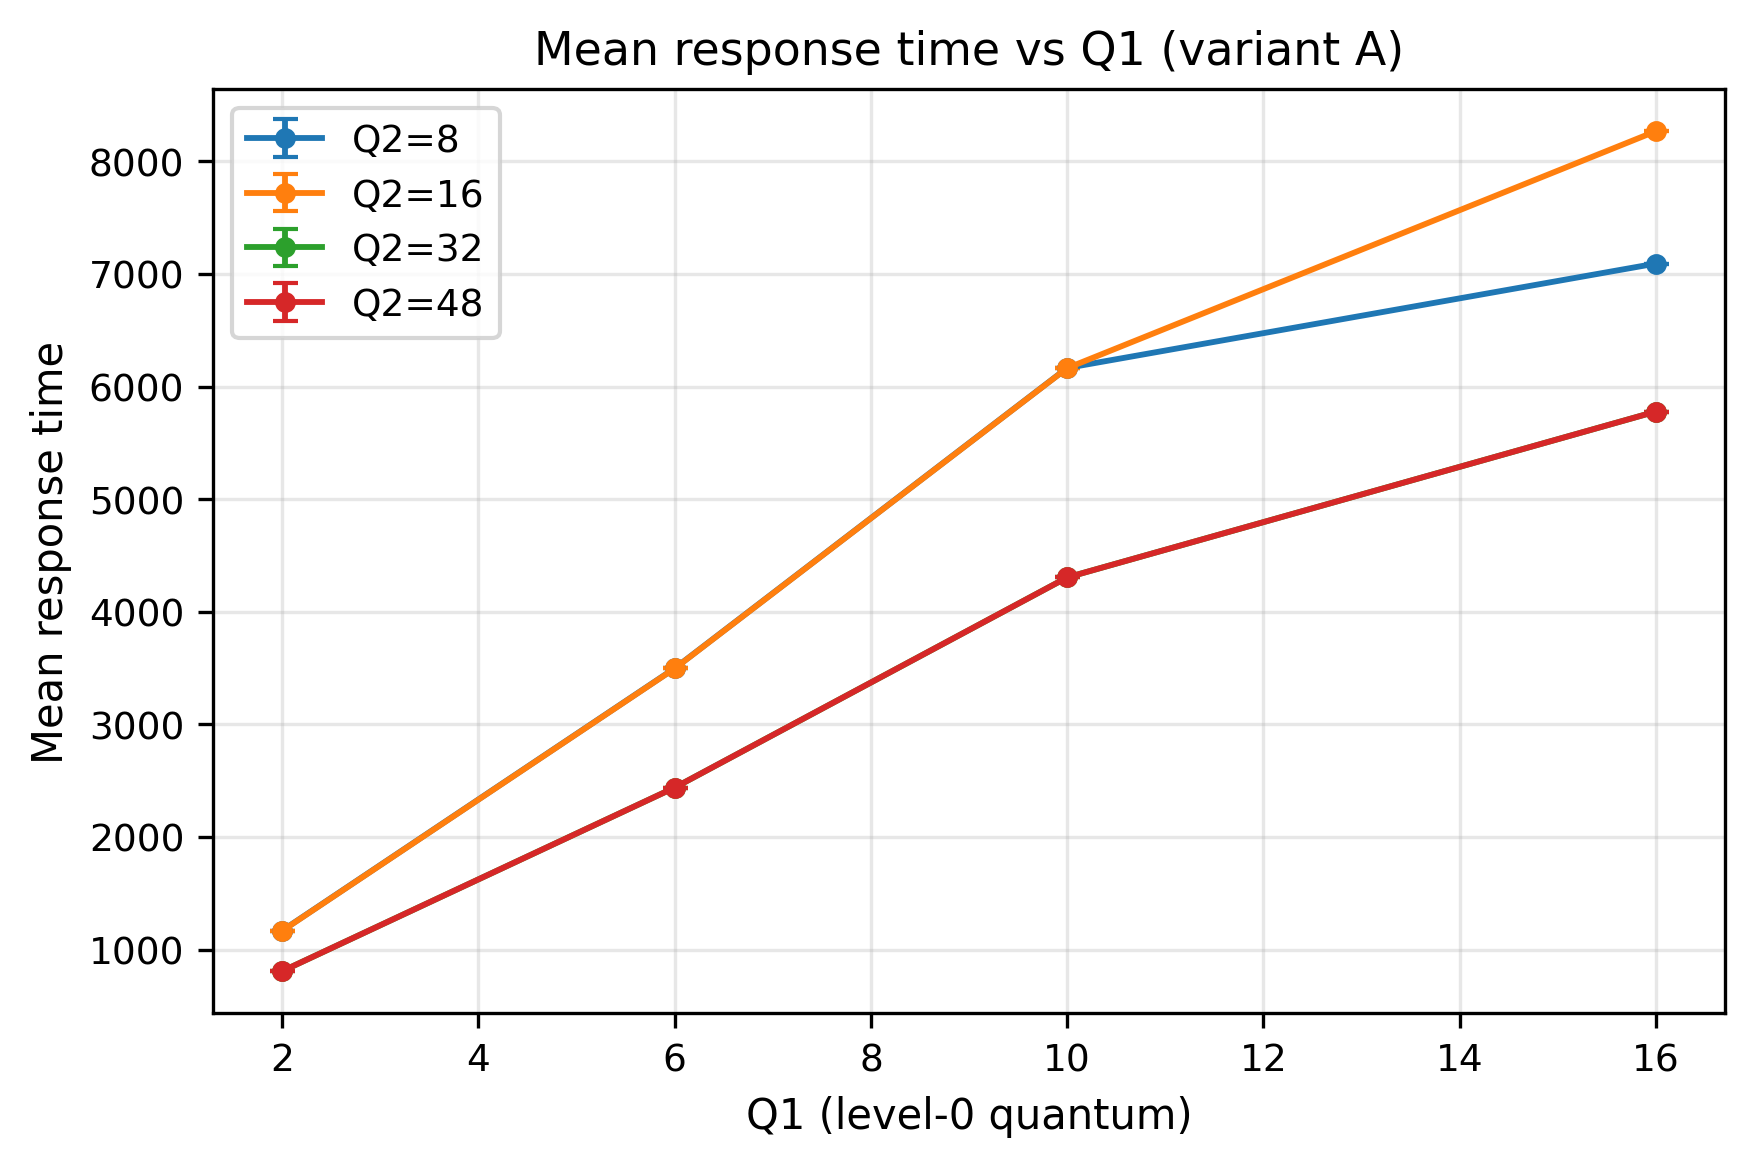 Mean response time vs Q1 (variant A)
Q2=8
Q2=16
Q2=32
Q2=48
Mean response time
8000
7000
6000
5000
4000
3000
2000
1000
2 4 6 8 10 12 14 16
Q1 (level-0 quantum)